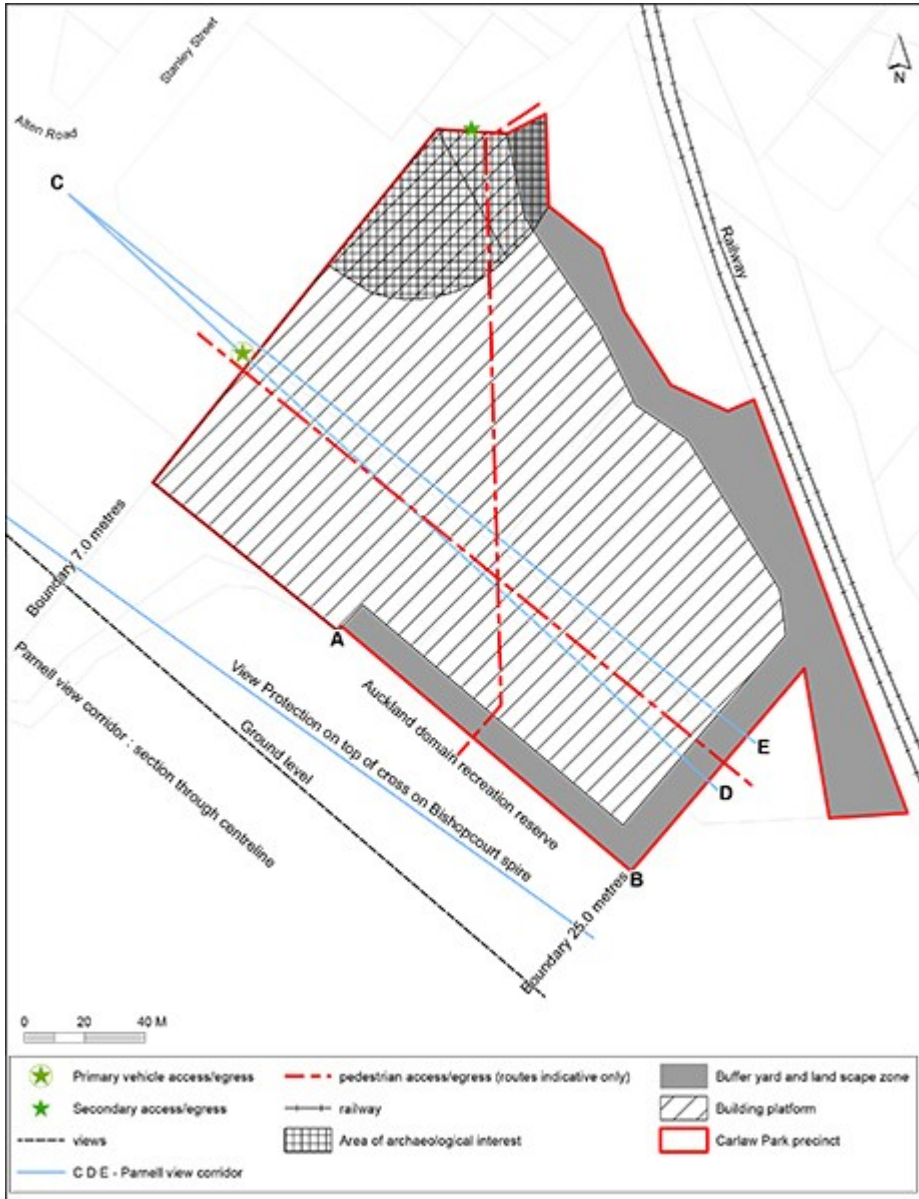 Stanley Street
Alten Road
N
C
Railway
Boundary 7.0 metres
A
Auckland domain recreation reserve
View Protection on top of cross on Bishopcourt spire
Ground level
Parnell view corridor : section through centreline
E
D
B
Boundary 25.0 metres
0 20 40 M
Primary vehicle access/egress
Secondary access/egress
views
C D E - Parnell view corridor
pedestrian access/egress (routes indicative only)
railway
Area of archaeological interest
Buffer yard and land scape zone
Building platform
Carlaw Park precinct